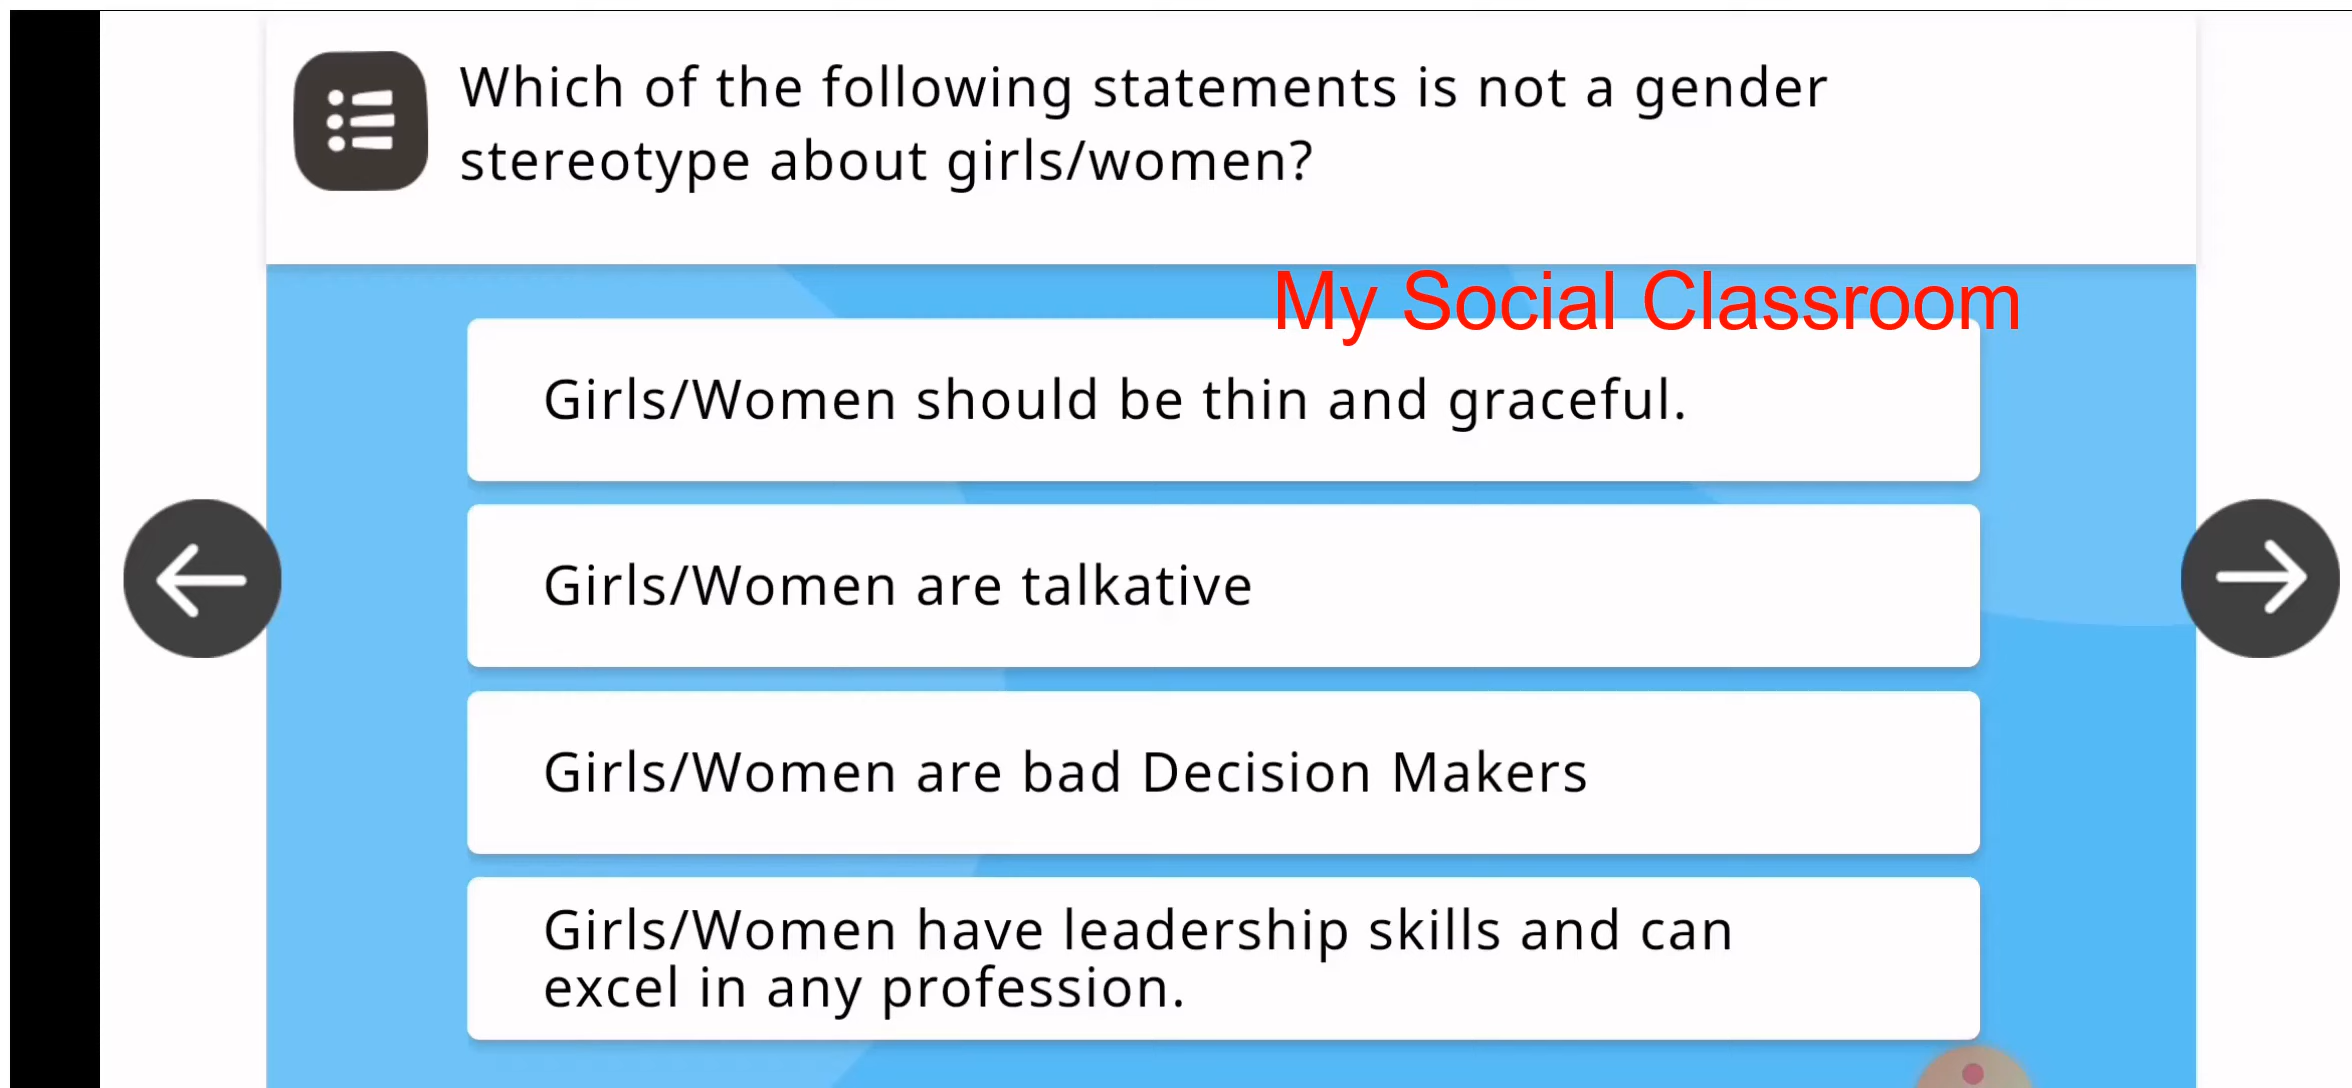 Which of the following statements is not a gender
stereotype about girls/women?
My Social Classroom
Girls/Women should be thin and graceful.
Girls/Women are talkative
Girls/Women are bad Decision Makers
Girls/Women have leadership skills and can
excel in any profession.